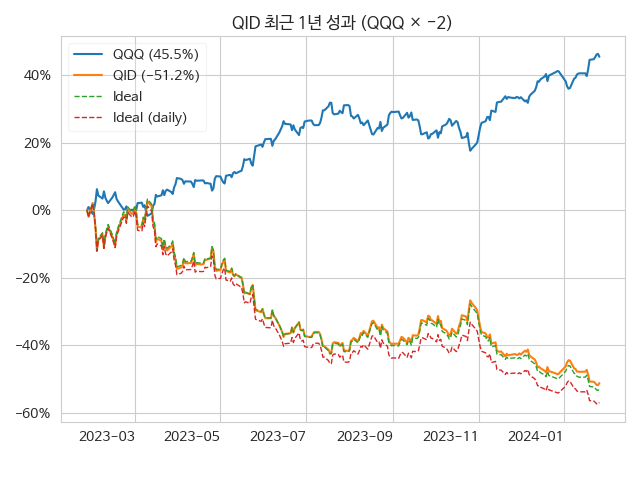 QID 최근 1년 성과 (QQQ × −2)
QQQ (45.5%)
QID (−51.2%)
Ideal
Ideal (daily)
40%
20%
0%
−20%
−40%
−60%
2023−03 2023−05 2023−07 2023−09 2023−11 2024−01